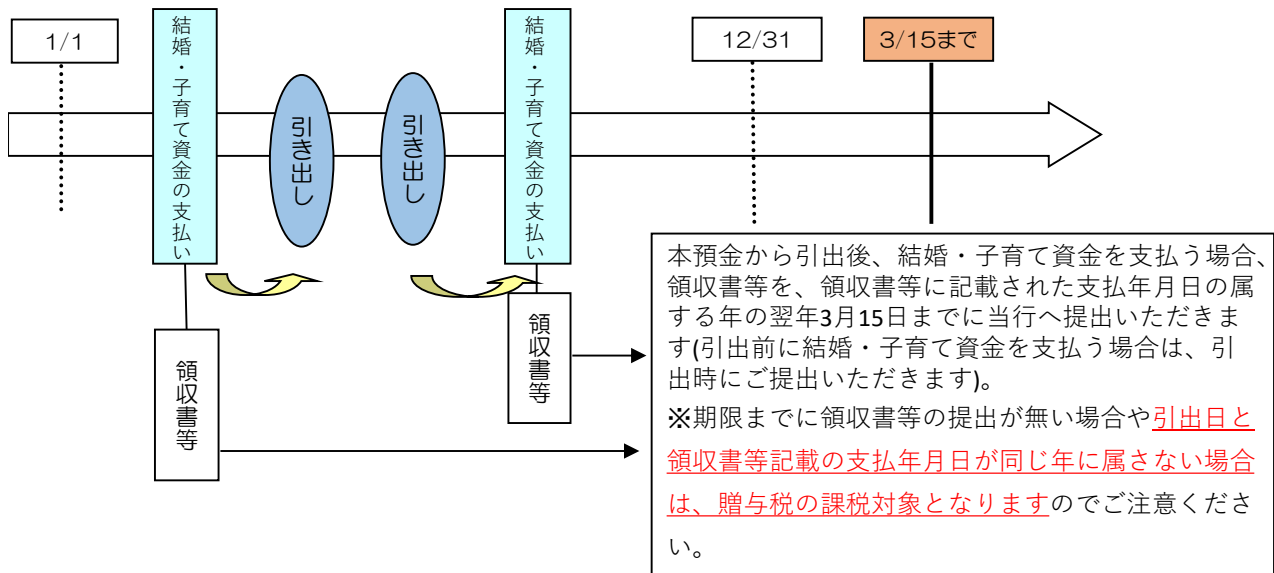 1/1
結婚・子育て資金の支払い
引き出し
引き出し
結婚・子育て資金の支払い
12/31
3/15まで
領収書等
領収書等
本預金から引出後、結婚・子育て資金を支払う場合、
領収書等を、領収書等に記載された支払年月日の属
する年の翌年3月15日までに当行へ提出いただきま
す(引出前に結婚・子育て資金を支払う場合は、引
出時にご提出いただきます)。
※期限までに領収書等の提出が無い場合や引出日と
領収書等記載の支払年月日が同じ年に属さない場合
は、贈与税の課税対象となりますのでご注意くださ
い。